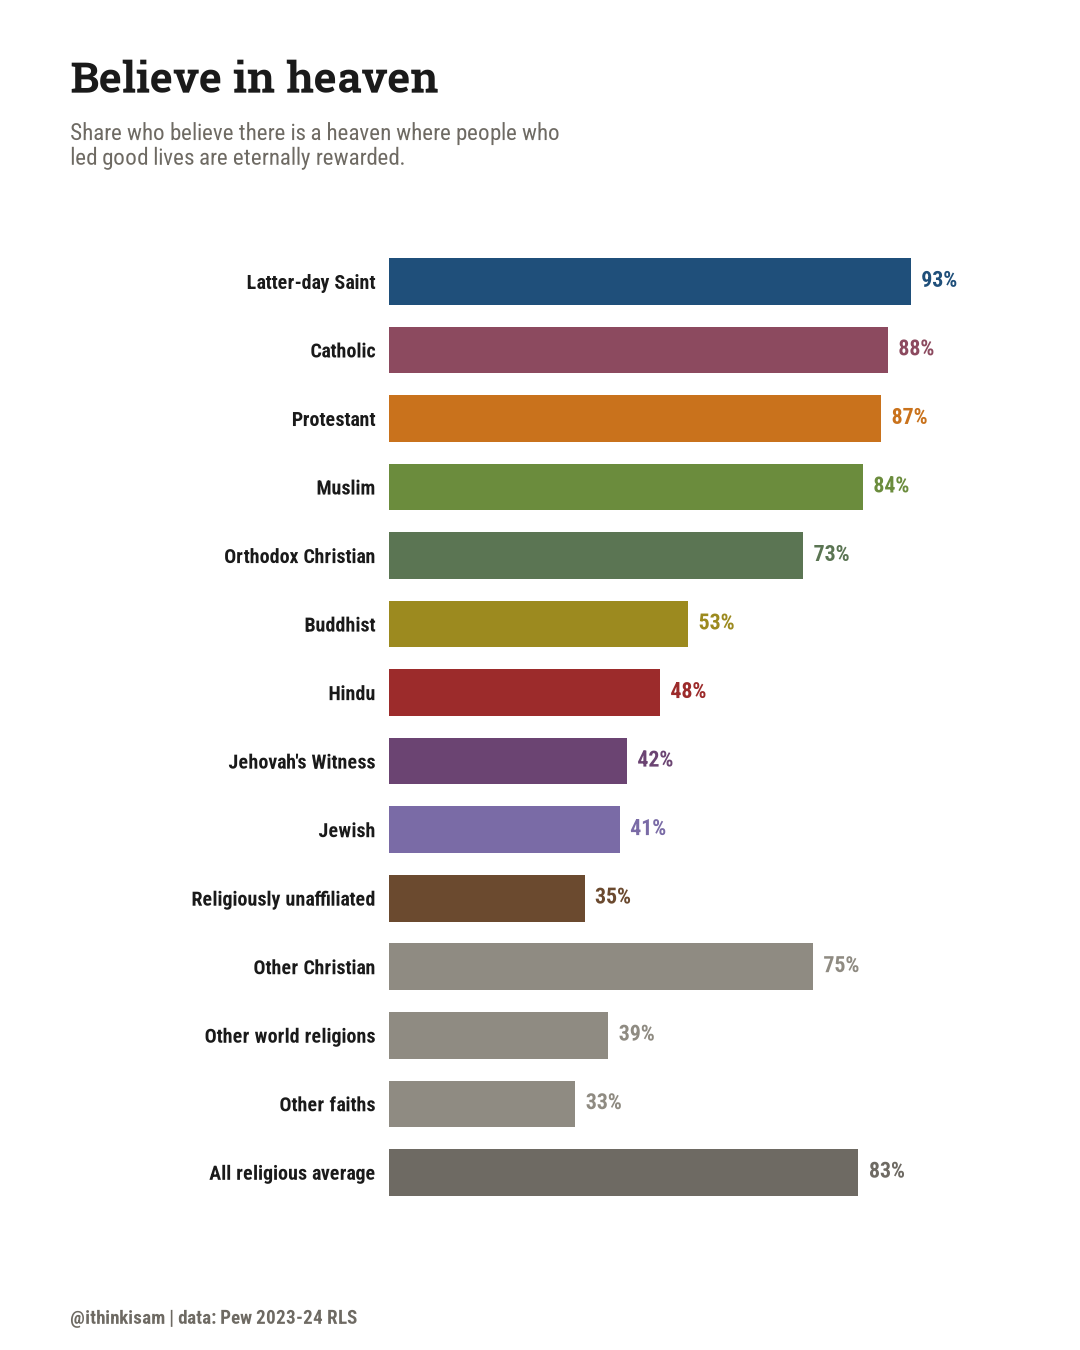 Believe in heaven
Share who believe there is a heaven where people who
led good lives are eternally rewarded.
Latter-day Saint 93%
Catholic 88%
Protestant 87%
Muslim 84%
Orthodox Christian 73%
Buddhist 53%
Hindu 48%
Jehovah's Witness 42%
Jewish 41%
Religiously unaffiliated 35%
Other Christian 75%
Other world religions 39%
Other faiths 33%
All religious average 83%
@ithinkisam | data: Pew 2023-24 RLS